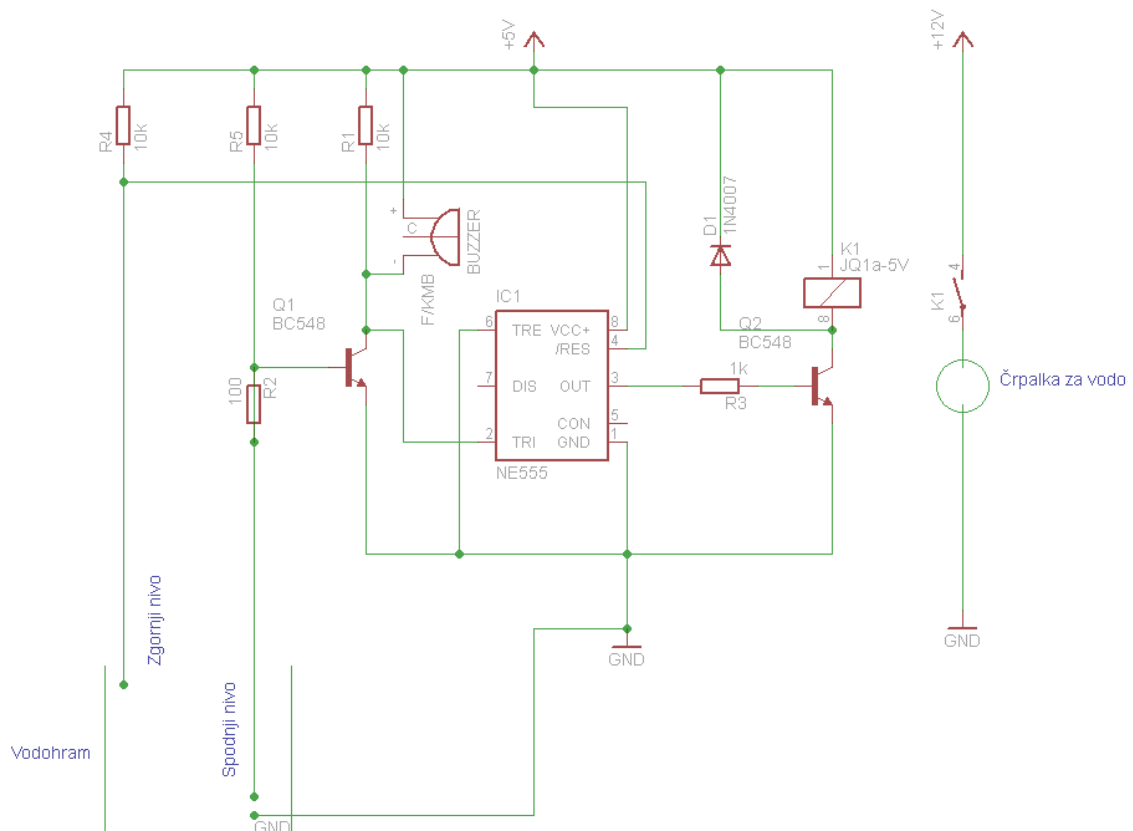 +5V
+12V
R4
10k
R5
10k
R1
10k
+
C
-
BUZZER
F/KMB
D1
1N4007
K1
JQ1a-5V
1
8
4
K1
6
Q1
BC548
IC1
6
TRE
VCC+
8
/RES
4
7
DIS
OUT
3
CON
5
2
TRI
GND
1
NE555
Q2
BC548
1k
R3
100
R2
Črpalka za vodo
GND
GND
Zgornji nivo
Spodnji nivo
Vodohram
GND